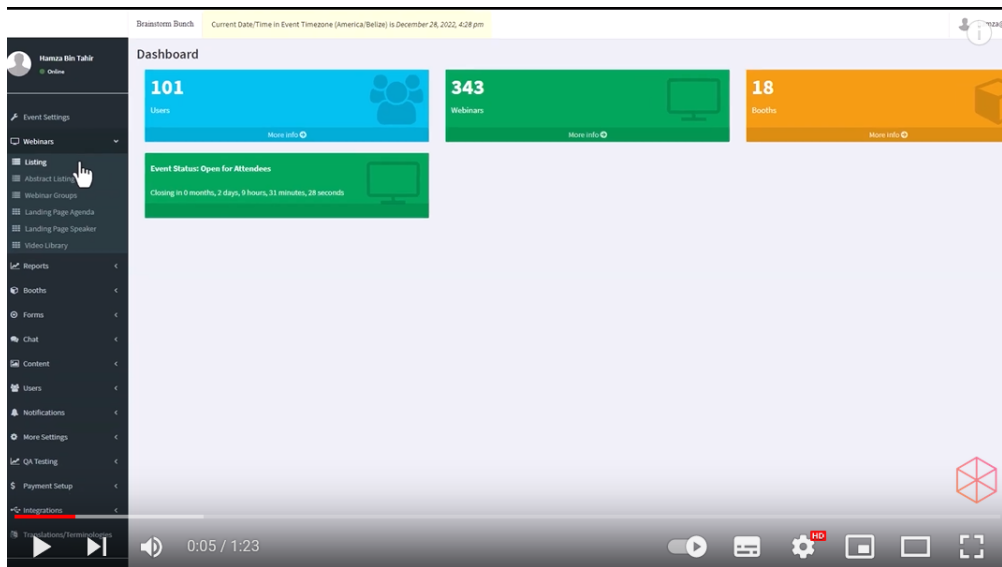 Brainstorm Bunch
Current Date/Time in Event Timezone (America/Belize) is December 28, 2022, 4:28 pm
Hamza Bin Tahir
Online
Dashboard
101
Users
More info
343
Webinars
More info
18
Booths
More info
Event Status: Open for Attendees
Closing in 0 months, 2 days, 9 hours, 31 minutes, 28 seconds
Event Settings
Webinars
Listing
Abstract Listing
Webinar Groups
Landing Page Agenda
Landing Page Speaker
Video Library
Reports
Booths
Forms
Chat
Content
Users
Notifications
More Settings
QA Testing
$ Payment Setup
Integrations
Translations/Terminologies
0:05 / 1:23
HD